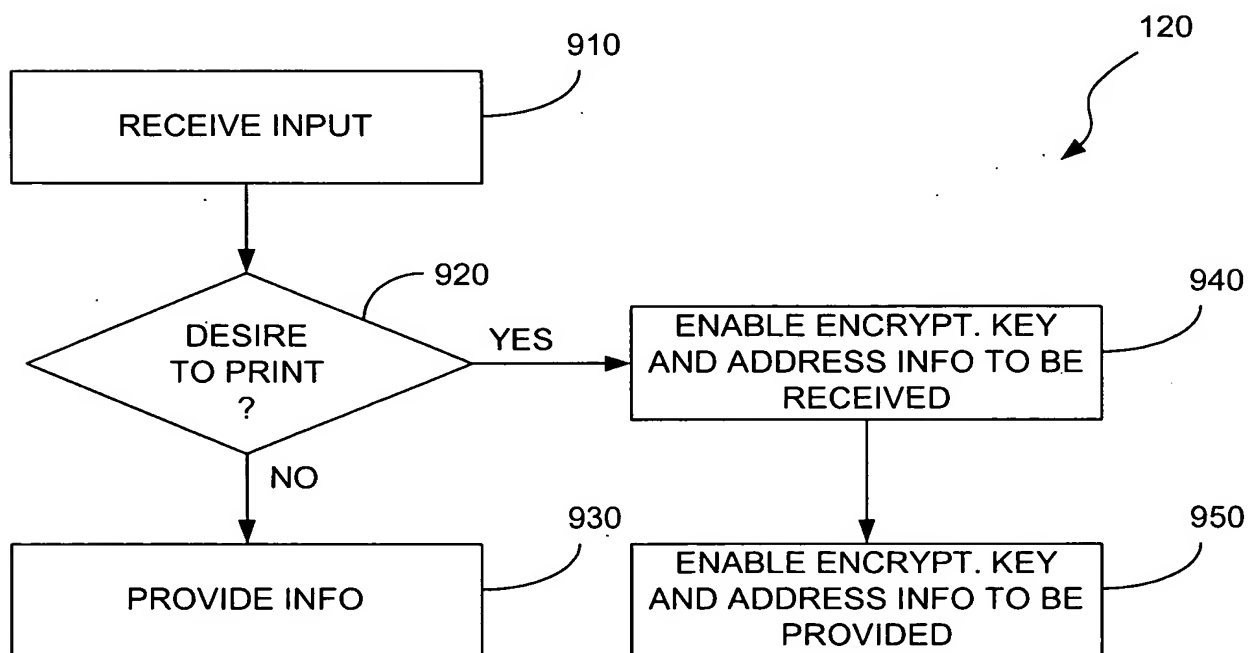 910
120
RECEIVE INPUT
920
DESIRE
TO PRINT
?
YES
940
ENABLE ENCRYPT. KEY
AND ADDRESS INFO TO BE
RECEIVED
NO
930
PROVIDE INFO
950
ENABLE ENCRYPT. KEY
AND ADDRESS INFO TO BE
PROVIDED